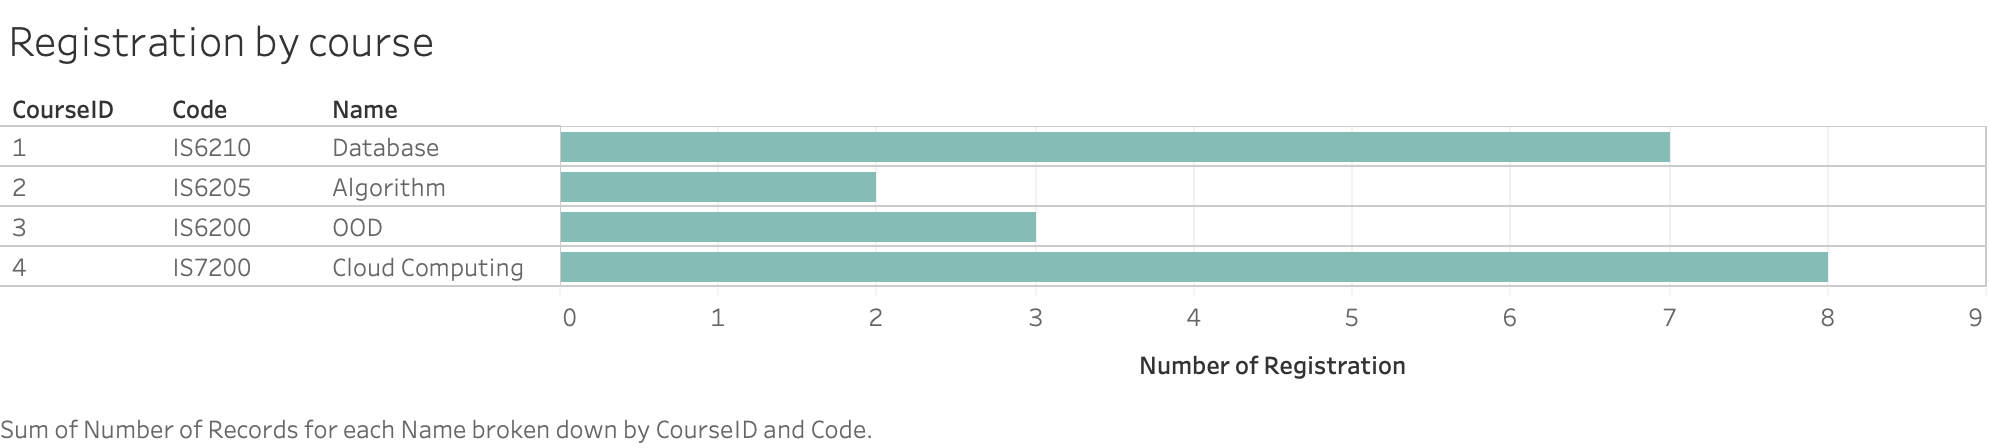 Registration by course
CourseID Code Name
1 IS6210 Database
2 IS6205 Algorithm
3 IS6200 OOD
4 IS7200 Cloud Computing
0 1 2 3 4 5 6 7 8 9
Number of Registration
Sum of Number of Records for each Name broken down by CourseID and Code.